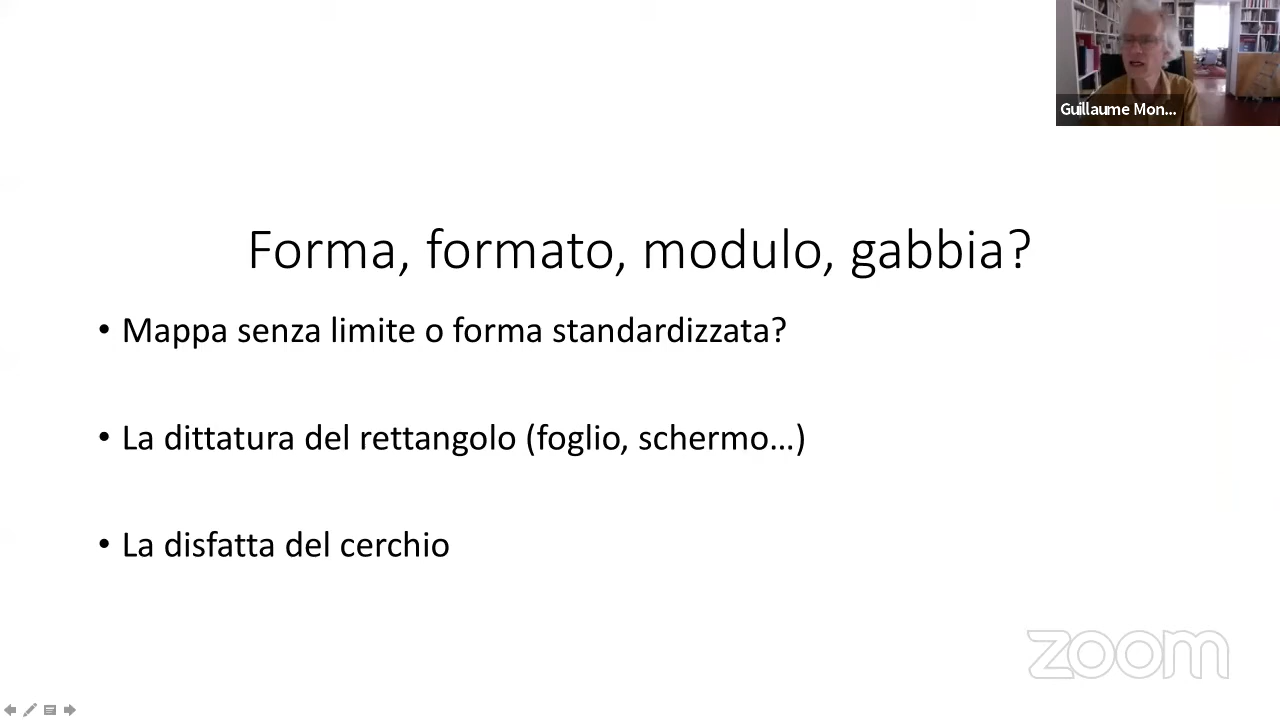 Guillaume Mon...
Forma, formato, modulo, gabbia?
• Mappa senza limite o forma standardizzata?
• La dittatura del rettangolo (foglio, schermo...)
• La disfatta del cerchio
zoom